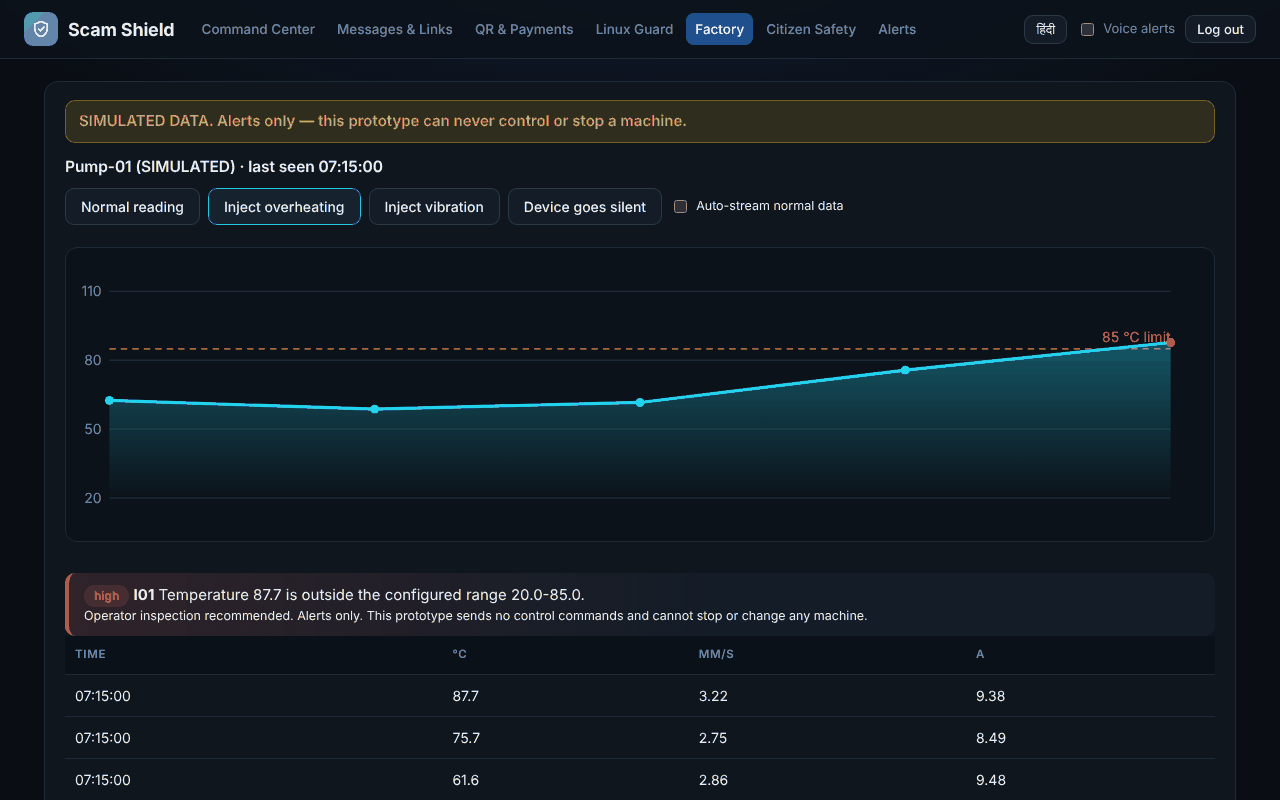 Scam Shield
Command Center
Messages & Links
QR & Payments
Linux Guard
Factory
Citizen Safety
Alerts
हिंदी
Voice alerts
Log out
SIMULATED DATA. Alerts only — this prototype can never control or stop a machine.
Pump-01 (SIMULATED) · last seen 07:15:00
Normal reading
Inject overheating
Inject vibration
Device goes silent
Auto-stream normal data
110
85 °C limit
80
50
20
high I01 Temperature 87.7 is outside the configured range 20.0-85.0.
Operator inspection recommended. Alerts only. This prototype sends no control commands and cannot stop or change any machine.
TIME °C MM/S A
07:15:00 87.7 3.22 9.38
07:15:00 75.7 2.75 8.49
07:15:00 61.6 2.86 9.48